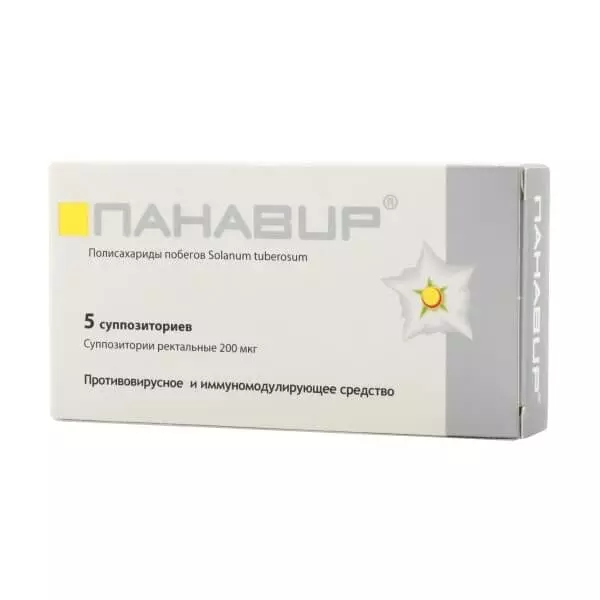 ПАНАВИР®
Полисахариды побегов Solanum tuberosum
5 суппозиториев
Суппозитории ректальные 200 мкг
Противовирусное и иммуномодулирующее средство
ПАНАВИР®